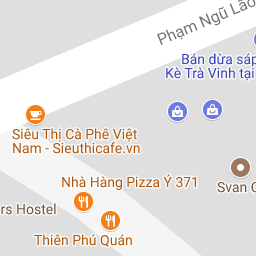 Phạm Ngũ Lão
Bán dừa sáp
Kè Trà Vinh tại
Siêu Thị Cà Phê Việt
Nam - Sieuthicafe.vn
Nhà Hàng Pizza Ý 371
Svan
rs Hostel
Thiên Phú Quán